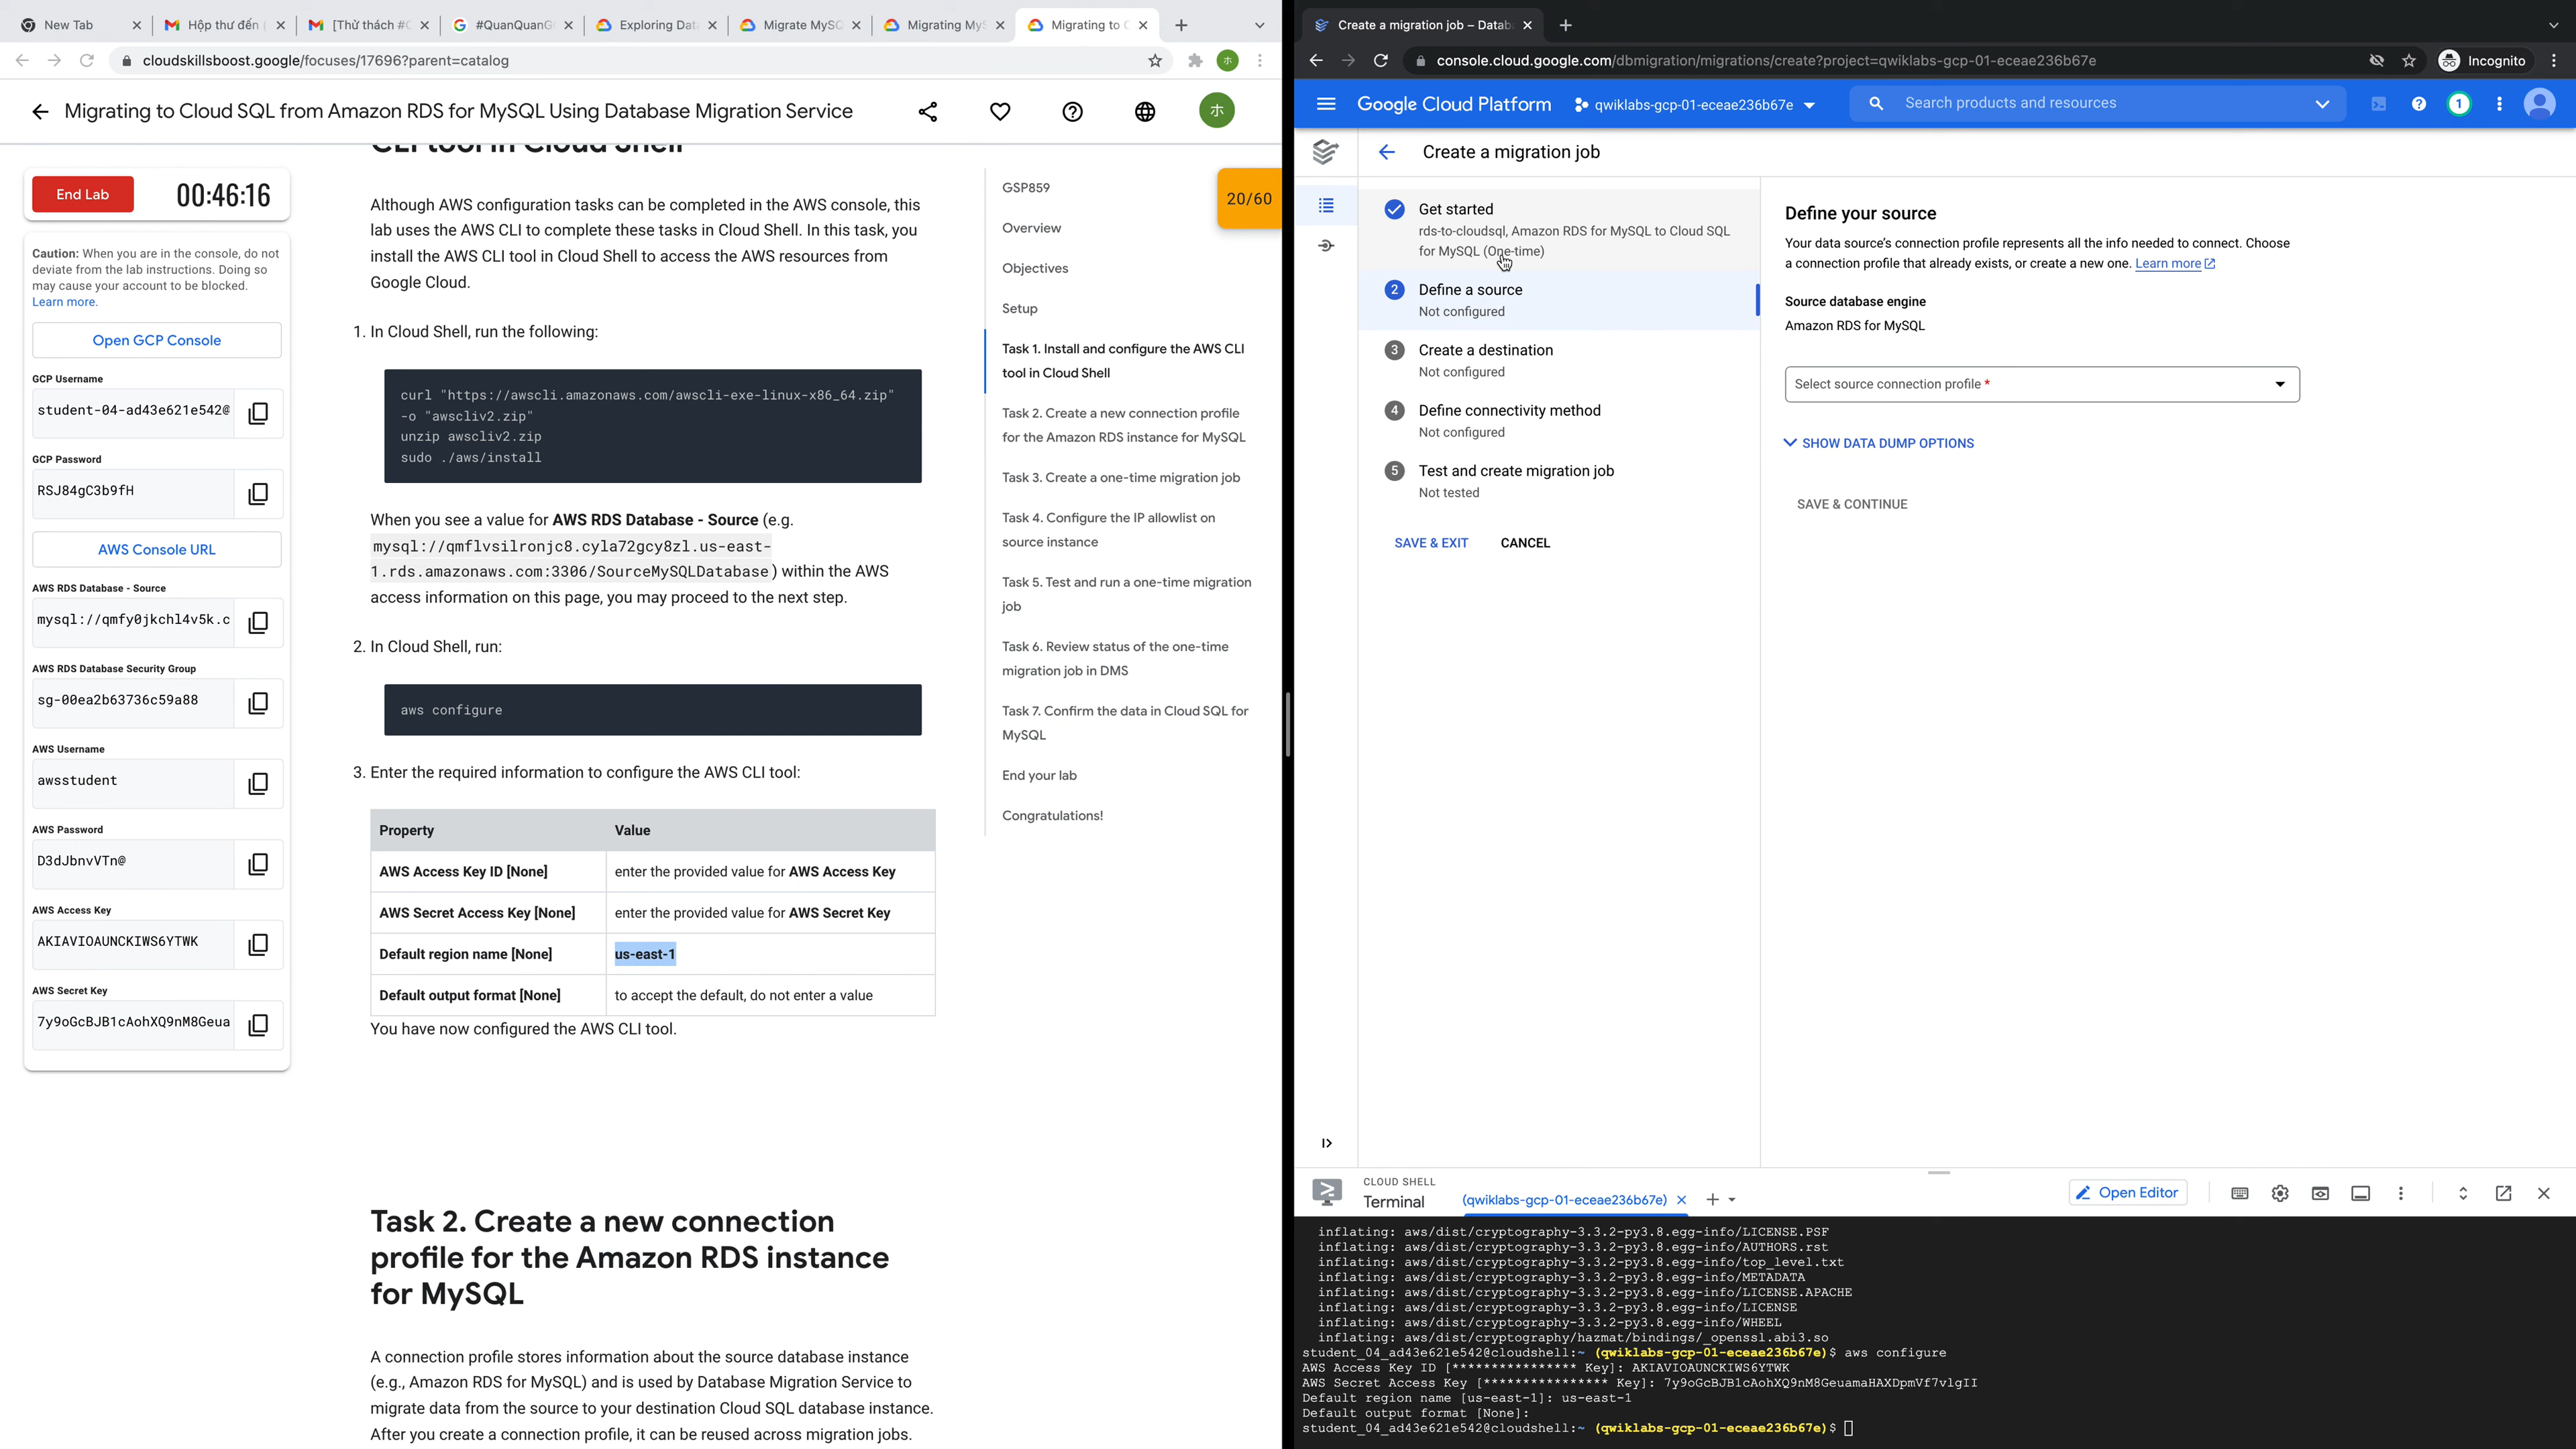 New Tab
Hộp thư đến (
[Thử thách #C
#QuanQuanG
Exploring Dat
Migrate MySQ
Migrating My
Migrating to C
cloudskillsboost.google/focuses/17696?parent=catalog
Migrating to Cloud SQL from Amazon RDS for MySQL Using Database Migration Service
ホ
End Lab
00:46:16
Caution: When you are in the console, do not
deviate from the lab instructions. Doing so
may cause your account to be blocked.
Learn more.
Open GCP Console
GCP Username
student-04-ad43e621e542@
GCP Password
RSJ84gC3b9fH
AWS Console URL
AWS RDS Database - Source
mysql://qmfy0jkchl4v5k.c
AWS RDS Database Security Group
sg-00ea2b63736c59a88
AWS Username
awsstudent
AWS Password
D3dJbnvVTn@
AWS Access Key
AKIAVIOAUNCKIWS6YTWK
AWS Secret Key
7y9oGcBJB1cAohXQ9nM8Geua
CLI tool in Cloud Shell
Although AWS configuration tasks can be completed in the AWS console, this
lab uses the AWS CLI to complete these tasks in Cloud Shell. In this task, you
install the AWS CLI tool in Cloud Shell to access the AWS resources from
Google Cloud.
1. In Cloud Shell, run the following:
curl "https://awscli.amazonaws.com/awscli-exe-linux-x86_64.zip"
-o "awscliv2.zip"
unzip awscliv2.zip
sudo ./aws/install
When you see a value for AWS RDS Database - Source (e.g.
mysql://qmflvsilronjc8.cyla72gcy8zl.us-east-
1.rds.amazonaws.com:3306/SourceMySQLDatabase) within the AWS
access information on this page, you may proceed to the next step.
2. In Cloud Shell, run:
aws configure
3. Enter the required information to configure the AWS CLI tool:
Property Value
AWS Access Key ID [None] enter the provided value for AWS Access Key
AWS Secret Access Key [None] enter the provided value for AWS Secret Key
Default region name [None] us-east-1
Default output format [None] to accept the default, do not enter a value
You have now configured the AWS CLI tool.
Task 2. Create a new connection
profile for the Amazon RDS instance
for MySQL
A connection profile stores information about the source database instance
(e.g., Amazon RDS for MySQL) and is used by Database Migration Service to
migrate data from the source to your destination Cloud SQL database instance.
After you create a connection profile, it can be reused across migration jobs.
20/60
GSP859
Overview
Objectives
Setup
Task 1. Install and configure the AWS CLI
tool in Cloud Shell
Task 2. Create a new connection profile
for the Amazon RDS instance for MySQL
Task 3. Create a one-time migration job
Task 4. Configure the IP allowlist on
source instance
Task 5. Test and run a one-time migration
job
Task 6. Review status of the one-time
migration job in DMS
Task 7. Confirm the data in Cloud SQL for
MySQL
End your lab
Congratulations!
Create a migration job – Datab
console.cloud.google.com/dbmigration/migrations/create?project=qwiklabs-gcp-01-eceae236b67e
Incognito
Google Cloud Platform
qwiklabs-gcp-01-eceae236b67e
Search products and resources
1
Create a migration job
Get started
rds-to-cloudsql, Amazon RDS for MySQL to Cloud SQL
for MySQL (One-time)
2 Define a source
Not configured
3 Create a destination
Not configured
4 Define connectivity method
Not configured
5 Test and create migration job
Not tested
SAVE & EXIT CANCEL
Define your source
Your data source's connection profile represents all the info needed to connect. Choose
a connection profile that already exists, or create a new one. Learn more
Source database engine
Amazon RDS for MySQL
Select source connection profile *
SHOW DATA DUMP OPTIONS
SAVE & CONTINUE
CLOUD SHELL
Terminal
(qwiklabs-gcp-01-eceae236b67e)
Open Editor
inflating: aws/dist/cryptography-3.3.2-py3.8.egg-info/LICENSE.PSF
inflating: aws/dist/cryptography-3.3.2-py3.8.egg-info/AUTHORS.rst
inflating: aws/dist/cryptography-3.3.2-py3.8.egg-info/top_level.txt
inflating: aws/dist/cryptography-3.3.2-py3.8.egg-info/METADATA
inflating: aws/dist/cryptography-3.3.2-py3.8.egg-info/LICENSE.APACHE
inflating: aws/dist/cryptography-3.3.2-py3.8.egg-info/LICENSE
inflating: aws/dist/cryptography-3.3.2-py3.8.egg-info/WHEEL
inflating: aws/dist/cryptography/hazmat/bindings/_openssl.abi3.so
student_04_ad43e621e542@cloudshell:~ (qwiklabs-gcp-01-eceae236b67e)$ aws configure
AWS Access Key ID [**************** Key]: AKIAVIOAUNCKIWS6YTWK
AWS Secret Access Key [**************** Key]: 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
Default region name [us-east-1]: us-east-1
Default output format [None]:
student_04_ad43e621e542@cloudshell:~ (qwiklabs-gcp-01-eceae236b67e)$